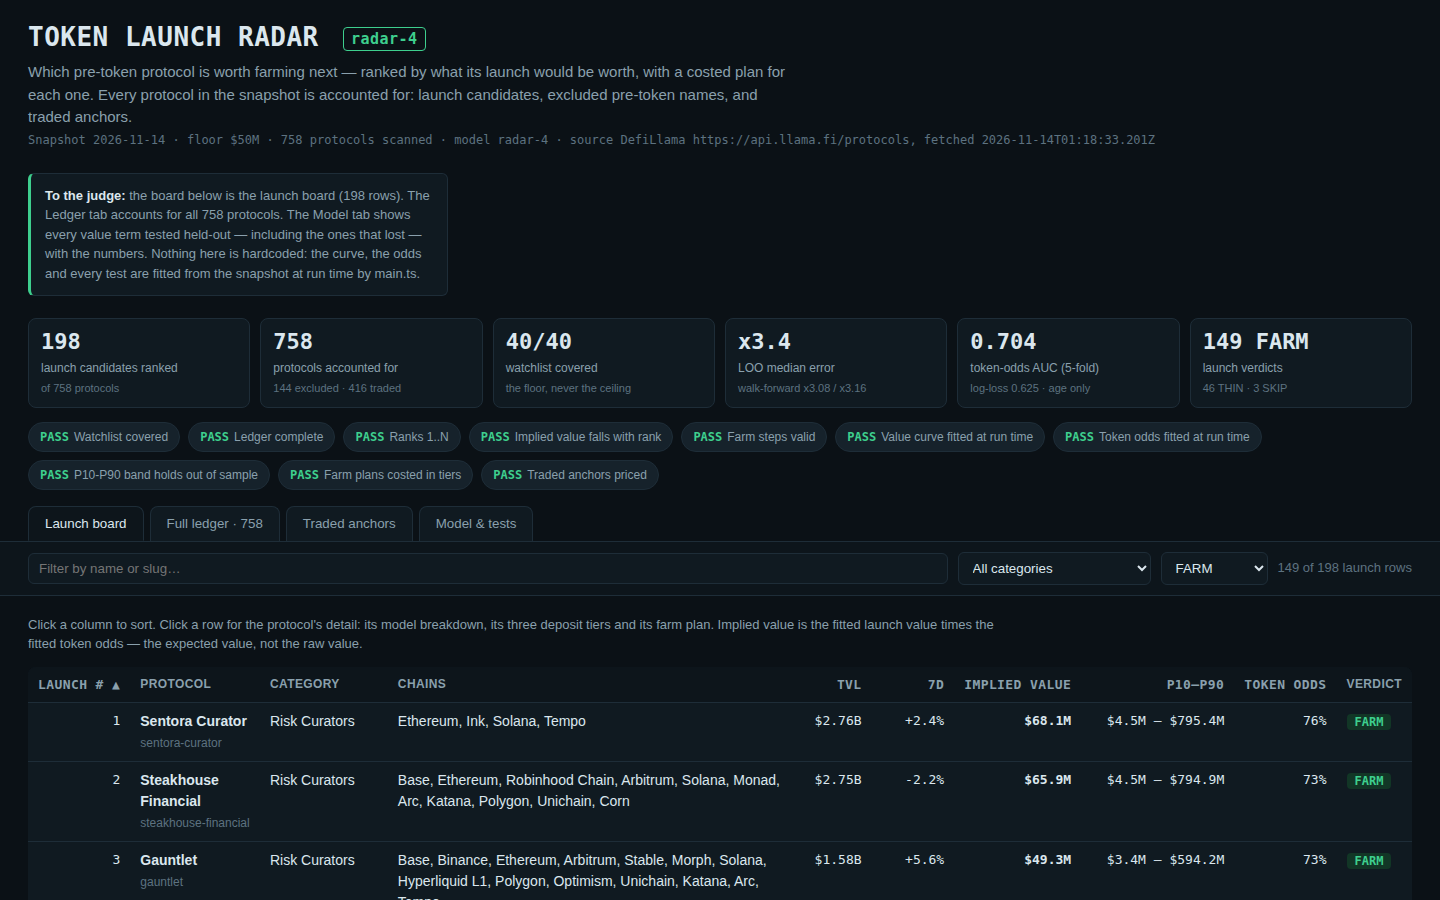 TOKEN LAUNCH RADAR radar-4
Which pre-token protocol is worth farming next — ranked by what its launch would be worth, with a costed plan for
each one. Every protocol in the snapshot is accounted for: launch candidates, excluded pre-token names, and
traded anchors.
Snapshot 2026-11-14 · floor $50M · 758 protocols scanned · model radar-4 · source DefiLlama https://api.llama.fi/protocols, fetched 2026-11-14T01:18:33.201Z
To the judge: the board below is the launch board (198 rows). The
Ledger tab accounts for all 758 protocols. The Model tab shows
every value term tested held-out — including the ones that lost —
with the numbers. Nothing here is hardcoded: the curve, the odds
and every test are fitted from the snapshot at run time by main.ts.
198
launch candidates ranked
of 758 protocols
758
protocols accounted for
144 excluded · 416 traded
40/40
watchlist covered
the floor, never the ceiling
x3.4
LOO median error
walk-forward x3.08 / x3.16
0.704
token-odds AUC (5-fold)
log-loss 0.625 · age only
149 FARM
launch verdicts
46 THIN · 3 SKIP
PASS Watchlist covered
PASS Ledger complete
PASS Ranks 1..N
PASS Implied value falls with rank
PASS Farm steps valid
PASS Value curve fitted at run time
PASS Token odds fitted at run time
PASS P10-P90 band holds out of sample
PASS Farm plans costed in tiers
PASS Traded anchors priced
Launch board
Full ledger · 758
Traded anchors
Model & tests
Filter by name or slug…
All categories
FARM
149 of 198 launch rows
Click a column to sort. Click a row for the protocol's detail: its model breakdown, its three deposit tiers and its farm plan. Implied value is the fitted launch value times the
fitted token odds — the expected value, not the raw value.
LAUNCH # ▲ PROTOCOL CATEGORY CHAINS TVL 7D IMPLIED VALUE P10—P90 TOKEN ODDS VERDICT
1 Sentora Curator Risk Curators Ethereum, Ink, Solana, Tempo $2.76B +2.4% $68.1M $4.5M — $795.4M 76% FARM
sentora-curator
2 Steakhouse Risk Curators Base, Ethereum, Robinhood Chain, Arbitrum, Solana, Monad, $2.75B -2.2% $65.9M $4.5M — $794.9M 73% FARM
Financial Arc, Katana, Polygon, Unichain, Corn
steakhouse-financial
3 Gauntlet Risk Curators Base, Binance, Ethereum, Arbitrum, Stable, Morph, Solana, $1.58B +5.6% $49.3M $3.4M — $594.2M 73% FARM
gauntlet Hyperliquid L1, Polygon, Optimism, Unichain, Katana, Arc,